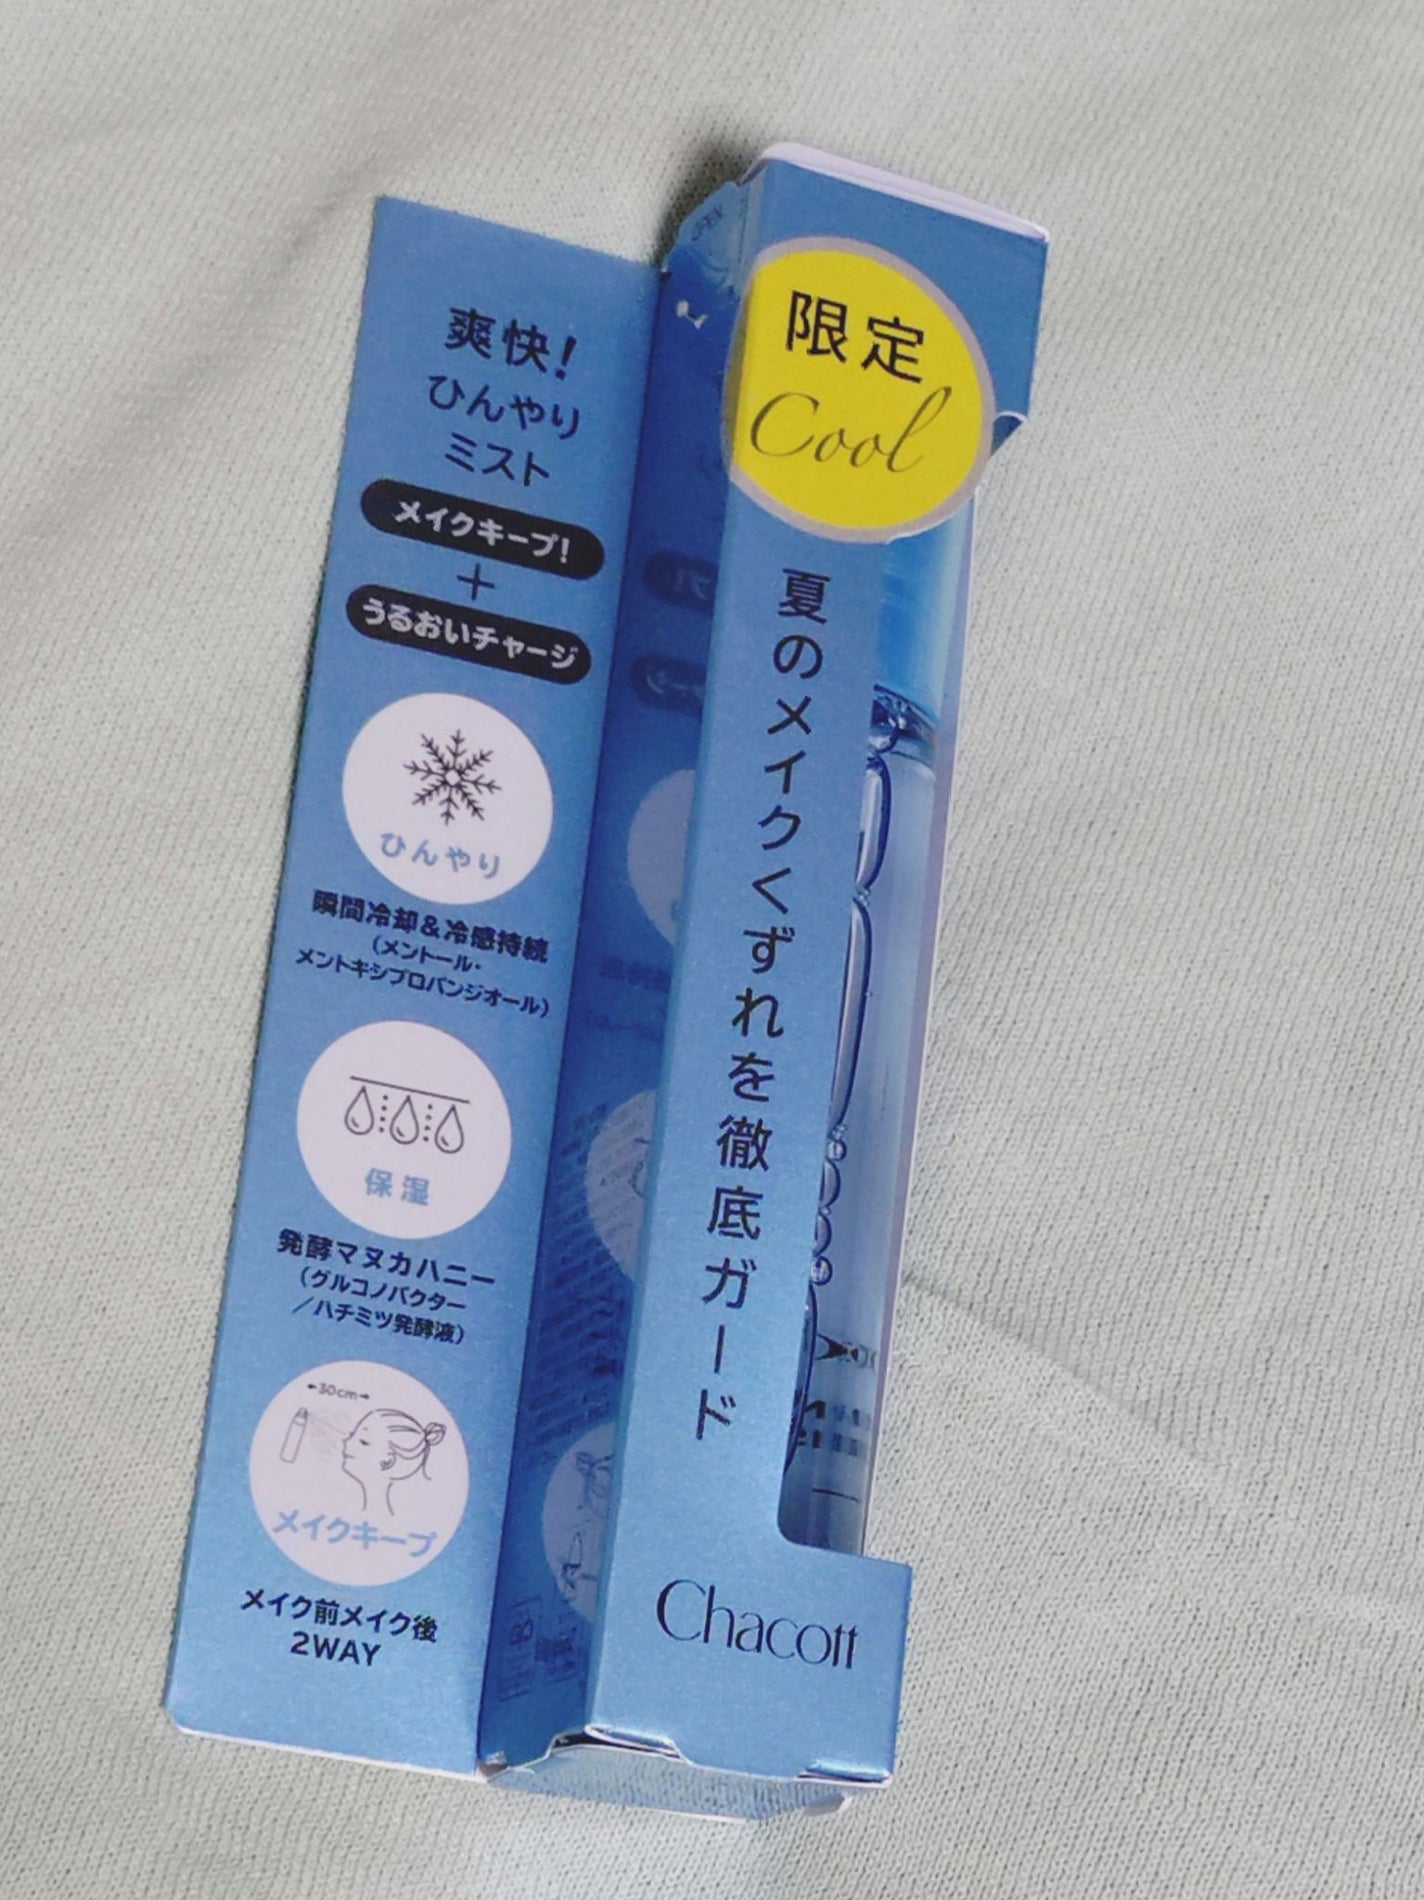 爽快!
ひんやり
ミスト
メイクキープ!
+
うるおいチャージ
ひんやり
瞬間冷却&冷感持続
(メントール・
メントキシプロパンジオール)
保湿
発酵マヌカハニー
(グルコノバクター
/ハチミツ発酵液)
30cm
メイクキープ
メイク前メイク後
2WAY
限定
Cool
夏のメイクくずれを徹底ガード
Chacott